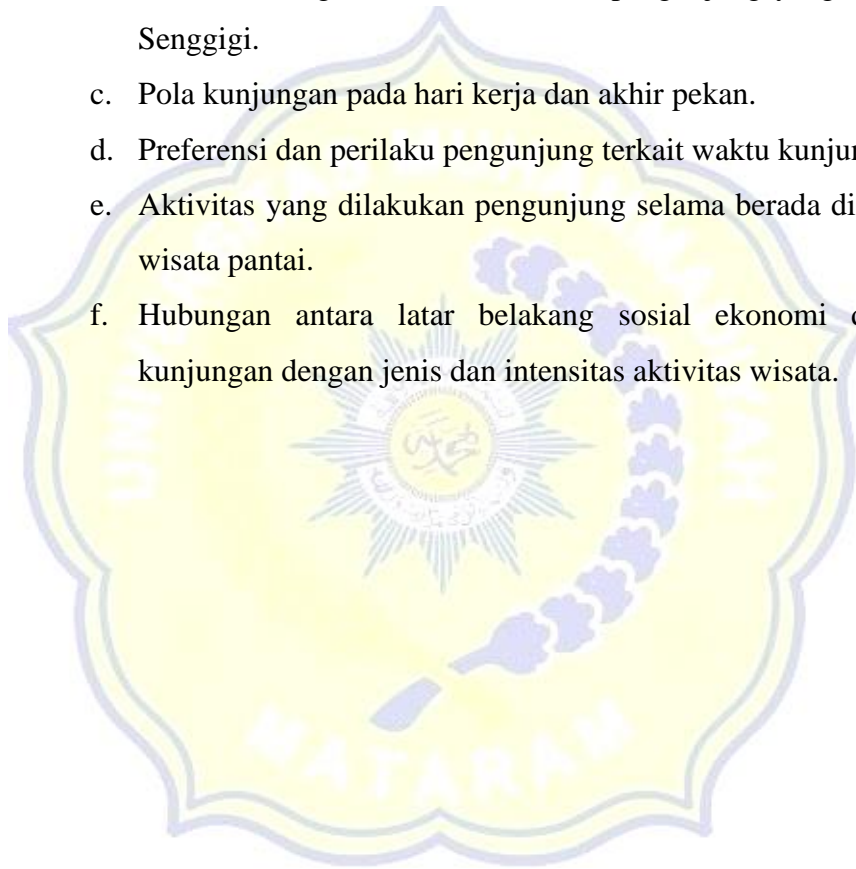 Senggigi.
c. Pola kunjungan pada hari kerja dan akhir pekan.
d. Preferensi dan perilaku pengunjung terkait waktu
e. Aktivitas yang dilakukan pengunjung selama berada di
wisata pantai.
f. Hubungan antara latar belakang sosial ekonomi
kunjungan dengan jenis dan intensitas aktivitas wisata.
UNIVERSITAS MUHAMMADIYAH
MATARAM